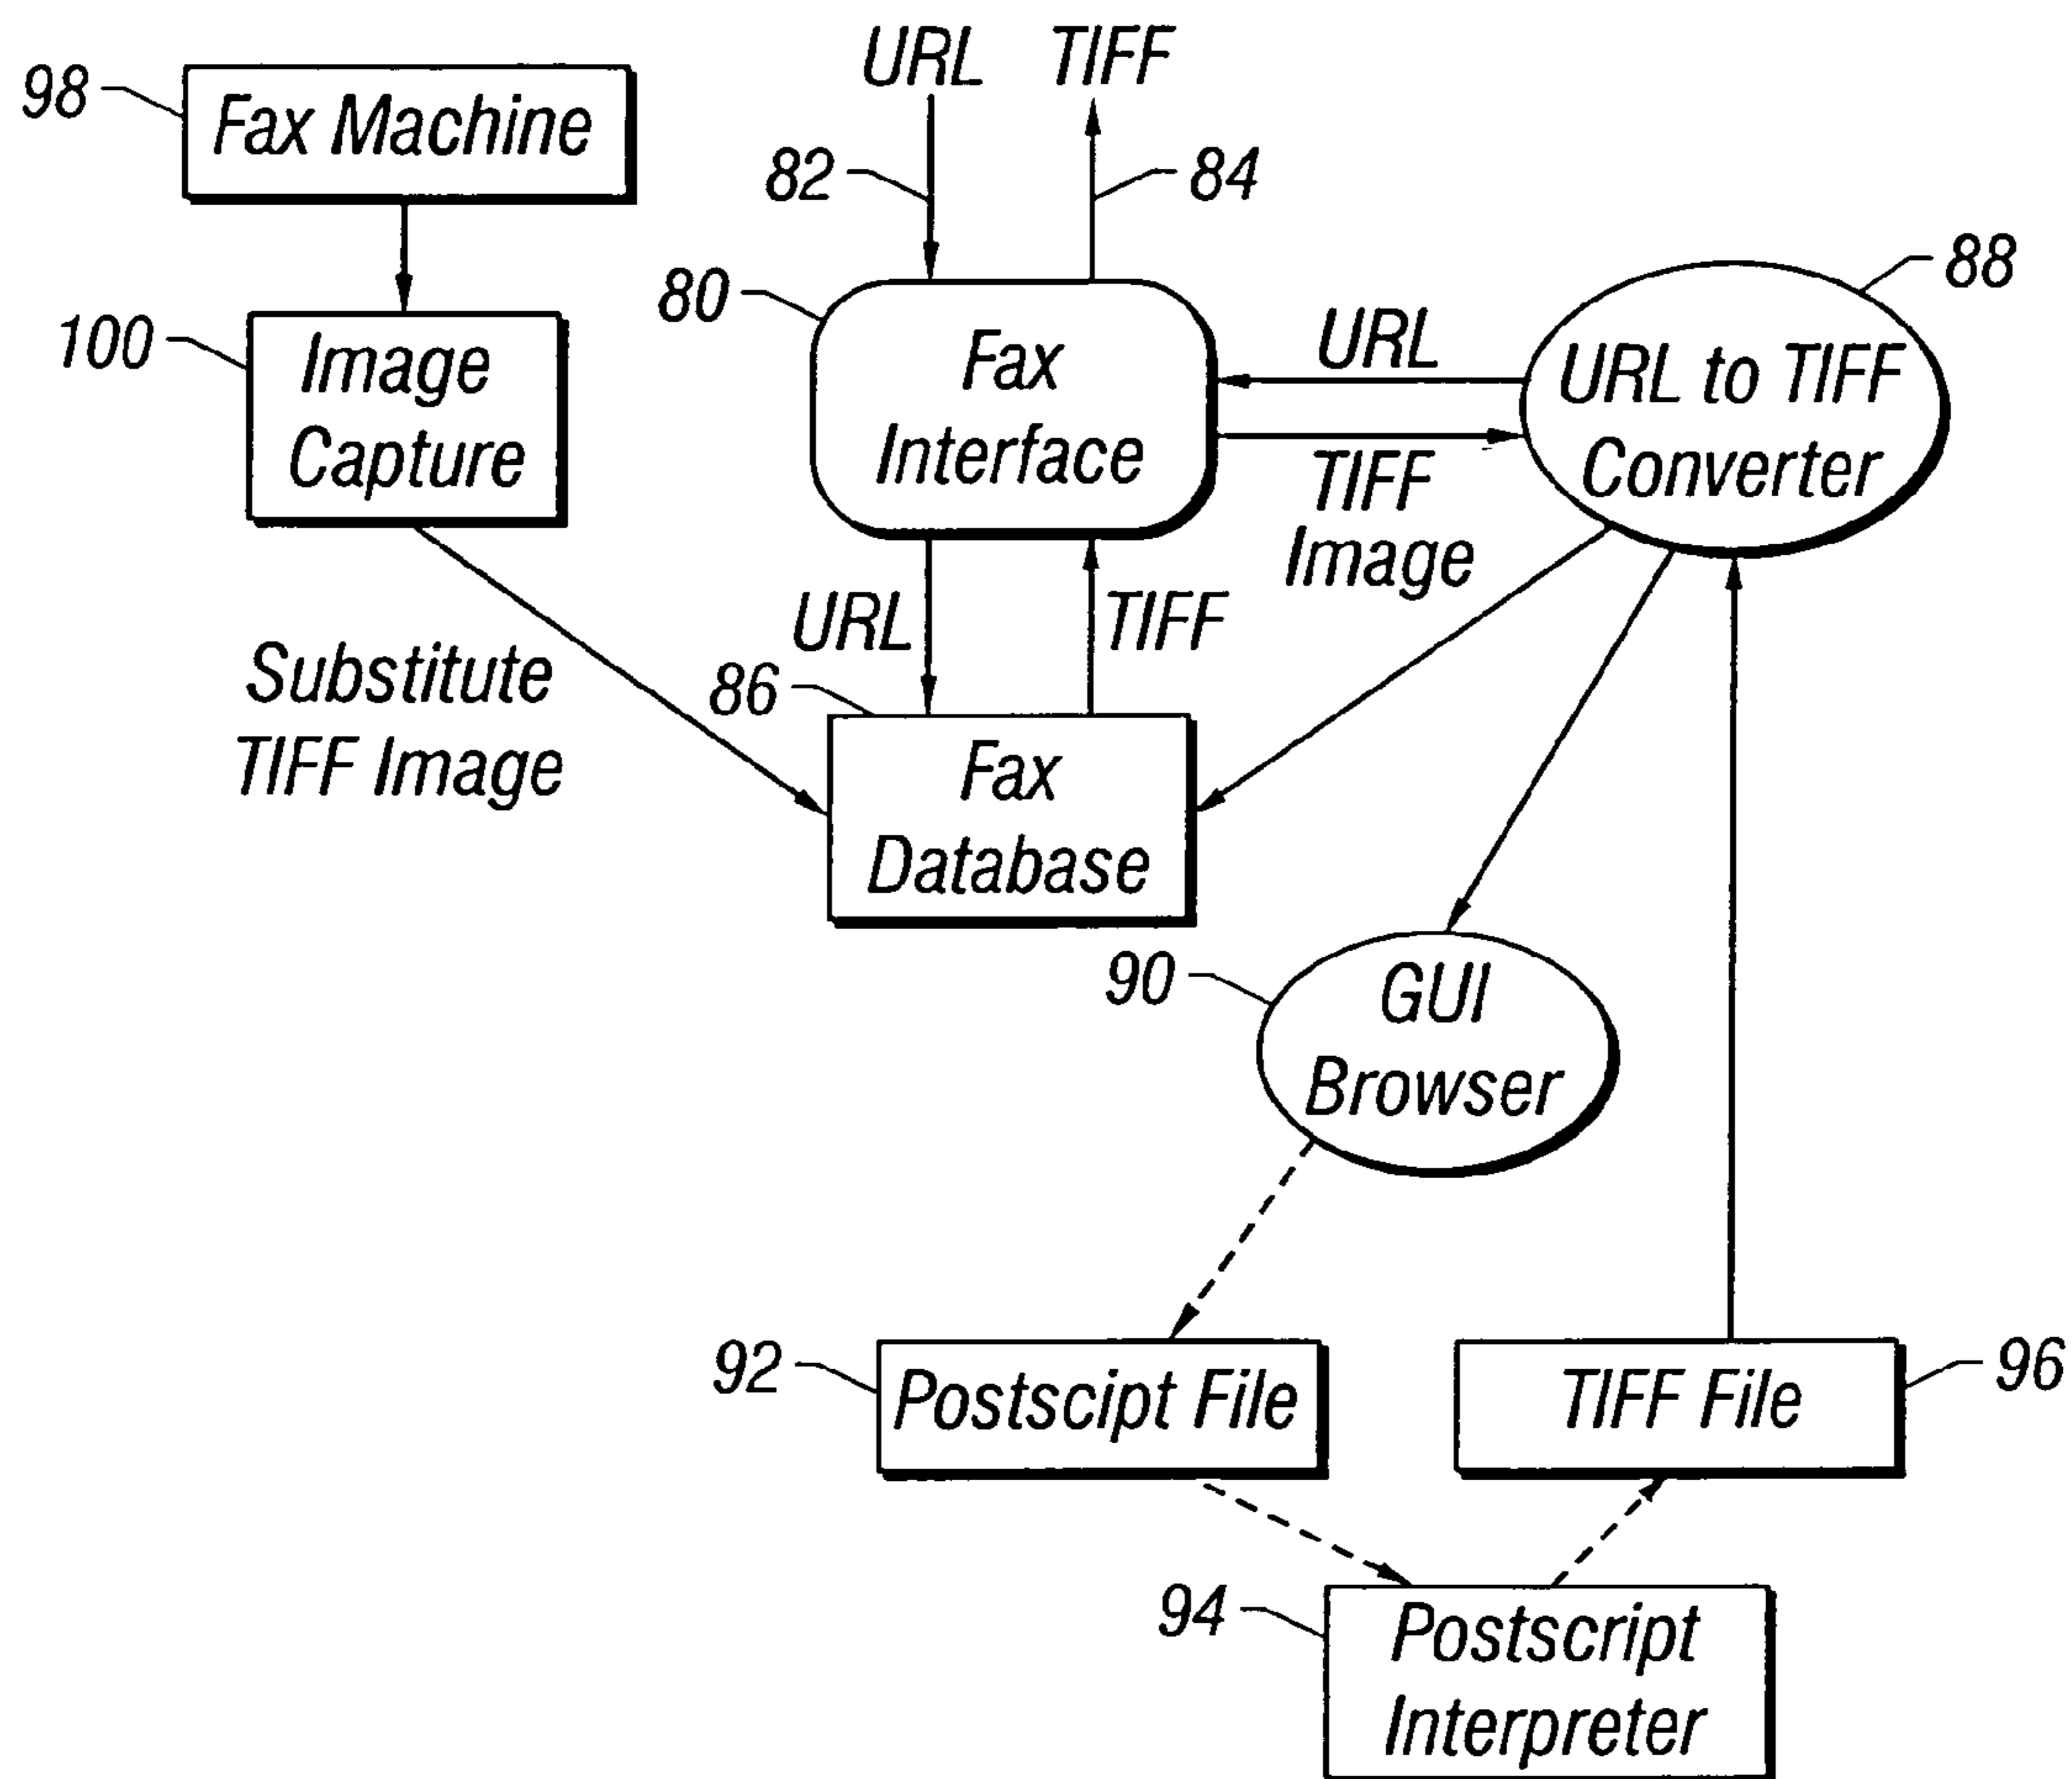 URL TIFF
98
Fax Machine
82
84
80
88
100
Image
Capture
Fax
Interface
URL
TIFF
Image
URL to TIFF
Converter
Substitute
TIFF Image
URL
TIFF
86
Fax
Database
90
GUI
Browser
92
Postscipt File
TIFF File
96
94
Postscript
Interpreter